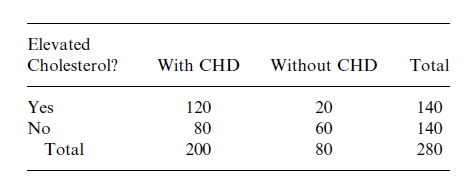 Elevated
Cholesterol? With CHD Without CHD Total
Yes 120 20 140
No 80 60 140
Total 200 80 280